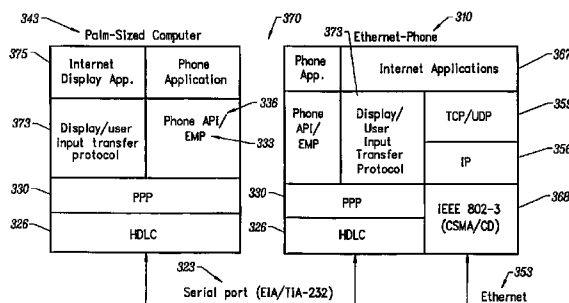 343
370
310
Palm-Sized Computer
373
Ethernet-Phone
375
Internet
Display App.
Phone
Application
Phone
App.
Internet Applications
367
373
Display/user
input transfer
protocol
Phone API/
EMP
336
333
Phone
API/
EMP
Display/
User
Input
Transfer
Protocol
TCP/UDP
359
IP
356
330
PPP
330
PPP
IEEE 802-3
(CSMA/CD)
368
326
HDLC
326
HDLC
323
Serial port (EIA/TIA-232)
353
Ethernet